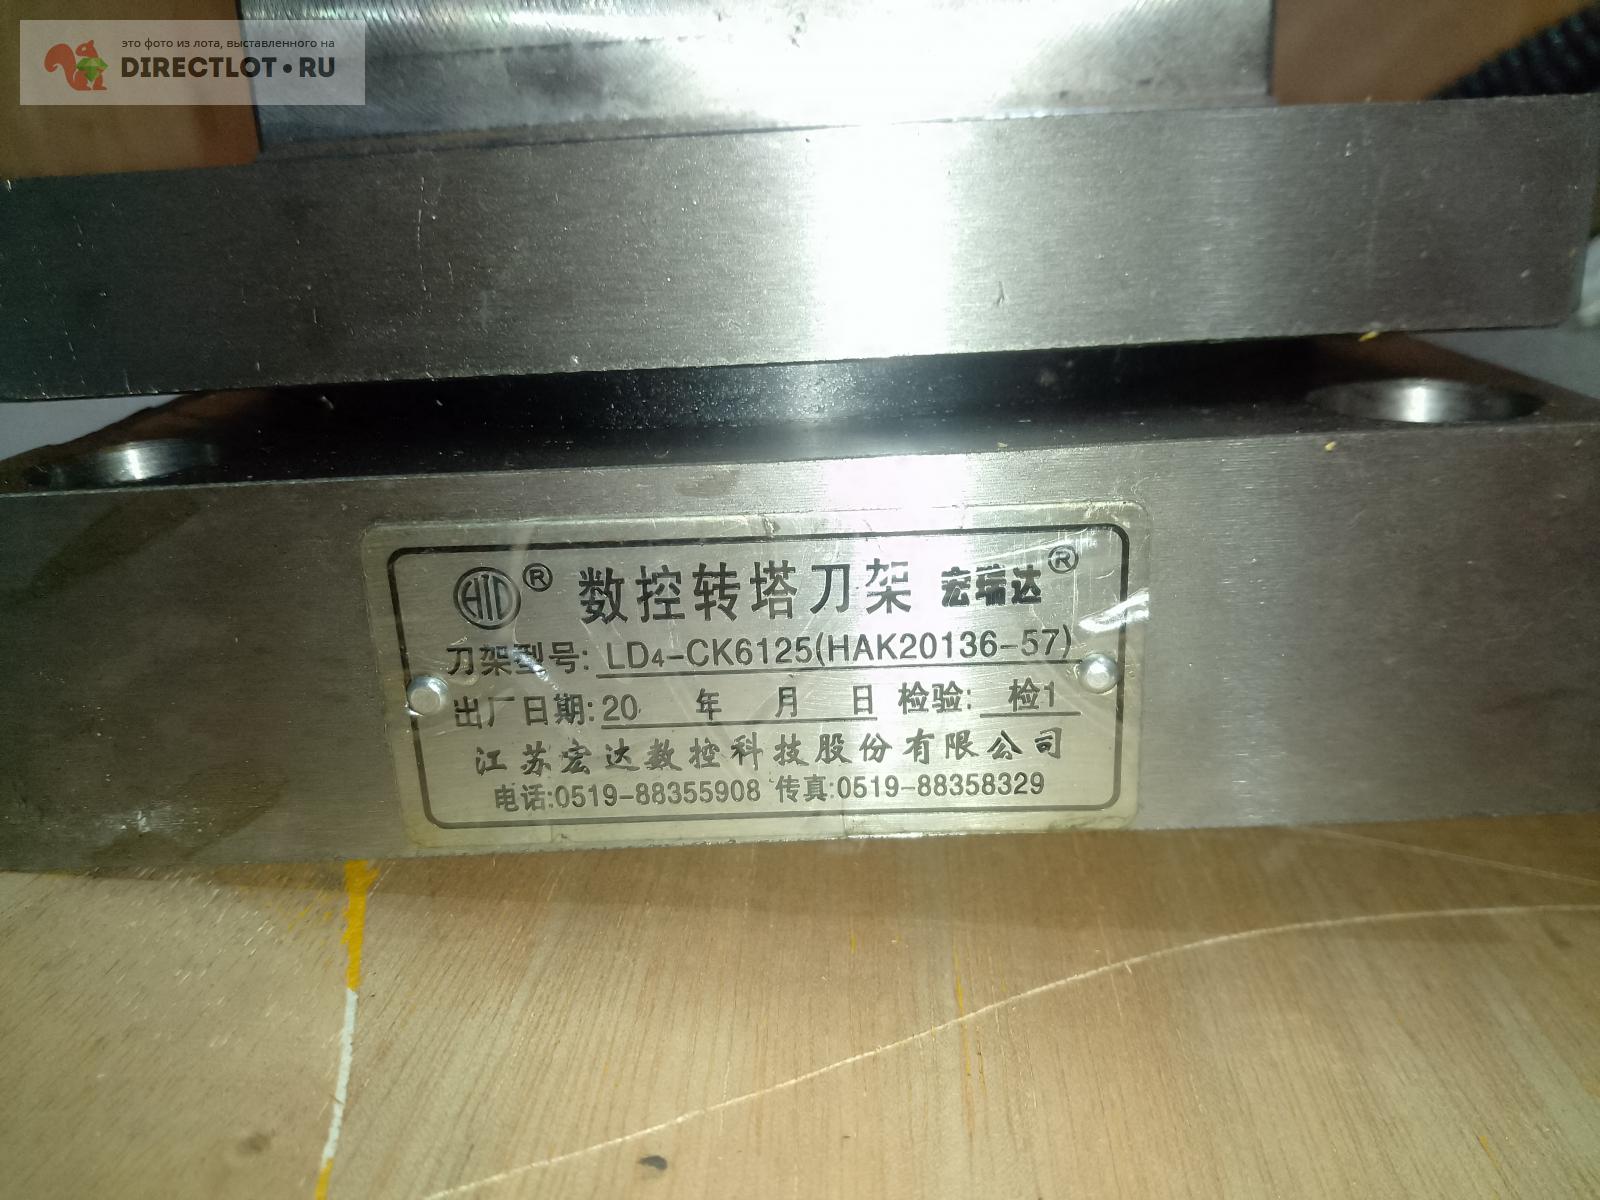 это фото из лота, выставленного на
DIRECTLOT•RU
HTC® 数控转塔刀架 宏瑞达®
刀架型号: LD4-CK6125(HAK20136-57)
出厂日期: 20 年 月 日 检验: 检1
江苏宏达数控科技股份有限公司
电话:0519-88355908 传真:0519-88358329